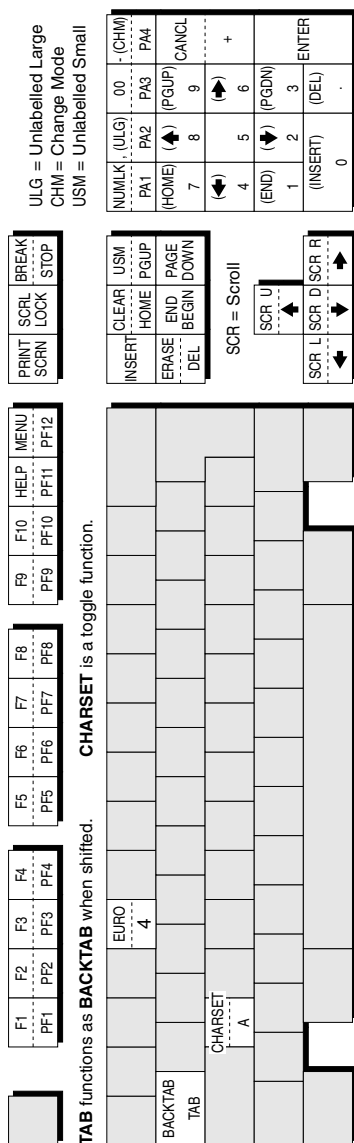 F1 F2 F3 F4 F5 F6 F7 F8 F9 F10 HELP MENU PRINT SCRN SCRL LOCK BREAK STOP
PF1 PF2 PF3 PF4 PF5 PF6 PF7 PF8 PF9 PF10 PF11 PF12
ULG = Unlabelled Large
CHM = Change Mode
USM = Unlabelled Small
TAB functions as BACKTAB when shifted. CHARSET is a toggle function.
EURO
4
BACKTAB
TAB
CHARSET
A
INSERT CLEAR USM
HOME PGUP
ERASE END PAGE
DEL BEGIN DOWN
SCR = Scroll
SCR U
↑
SCR L SCR D SCR R
← ↓ →
NUMLK , (ULG) 00 - (CHM)
PA1 PA2 PA3 PA4
(HOME) (↑) (PGUP) CANCL
7 8 9
(←) (→) +
4 5 6
(END) (↓) (PGDN) ENTER
1 2 3
(INSERT) (DEL)
0 .